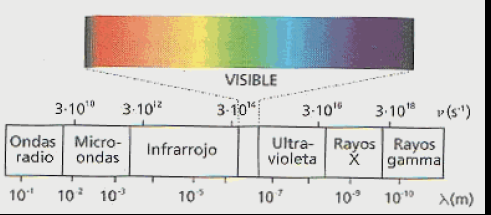 VISIBLE
3·10¹⁰ 3·10¹² 3·10¹⁴ 3·10¹⁶ 3·10¹⁸ ν(s⁻¹)
Ondas radio
Micro-ondas
Infrarrojo
Ultra-violeta
Rayos X
Rayos gamma
10⁻¹ 10⁻² 10⁻³ 10⁻⁵ 10⁻⁷ 10⁻⁹ 10⁻¹⁰ λ(m)